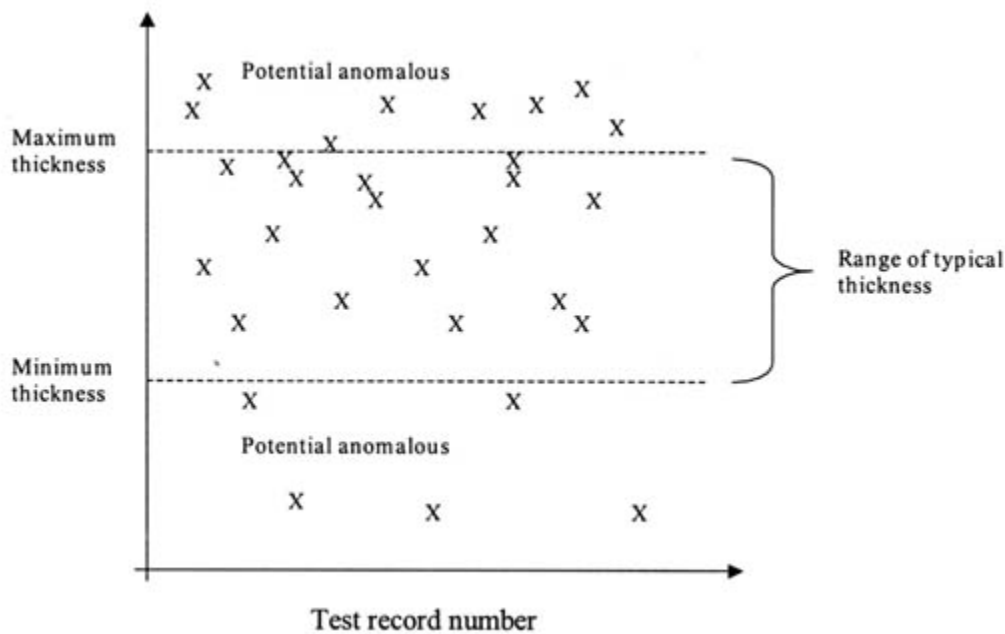 Potential anomalous
Maximum
thickness
Range of typical
thickness
Minimum
thickness
Potential anomalous
Test record number